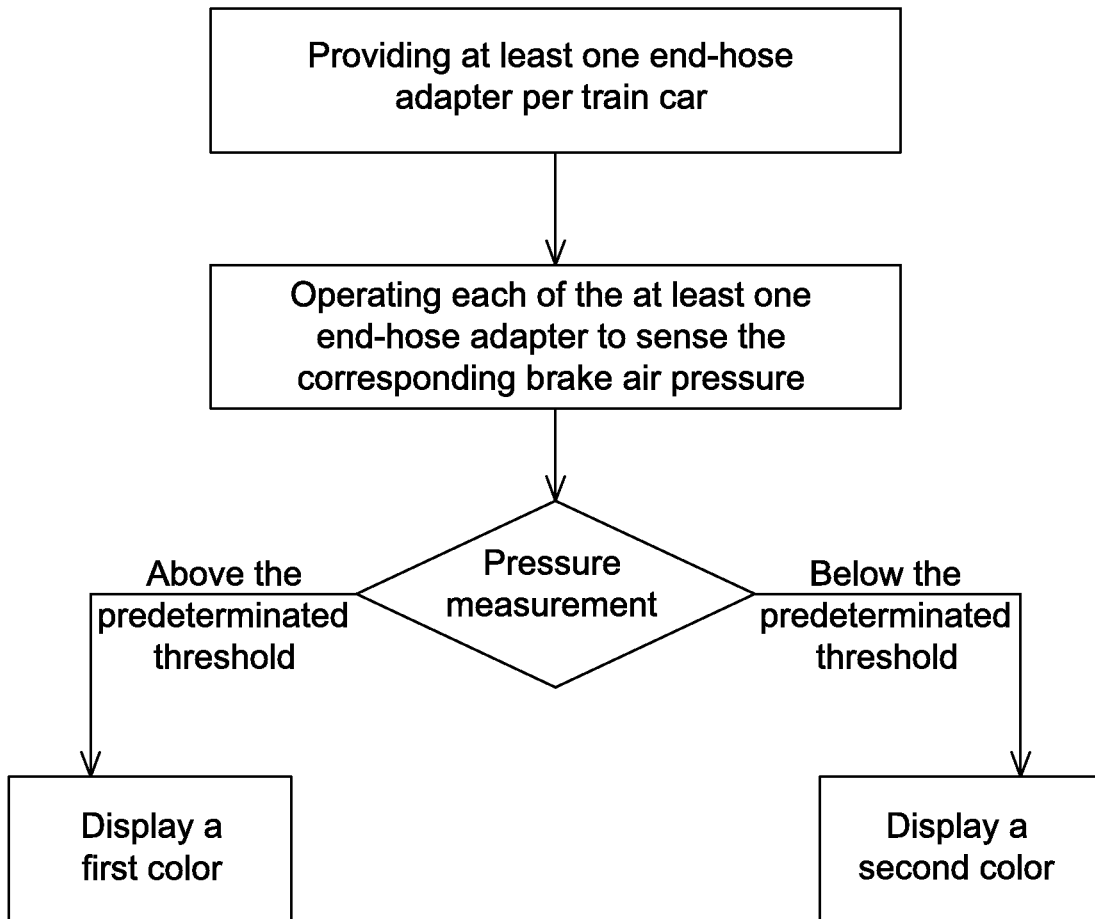 Providing at least one end-hose
adapter per train car
Operating each of the at least one
end-hose adapter to sense the
corresponding brake air pressure
Pressure
measurement
Above the
predeterminated
threshold
Below the
predeterminated
threshold
Display a
first color
Display a
second color